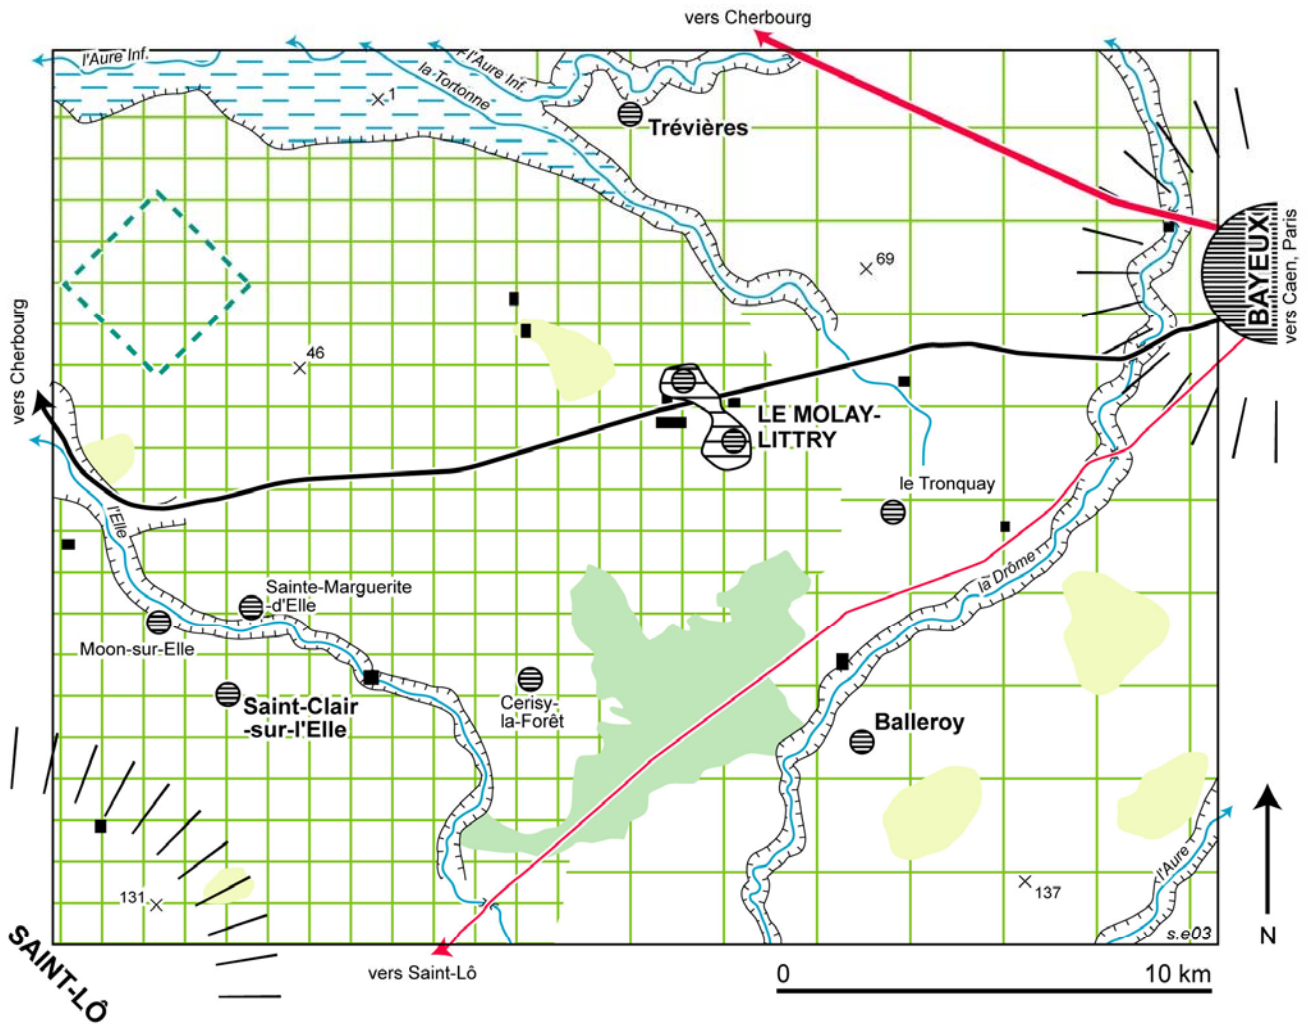 vers Cherbourg
l'Aure Inf.
l'Aure Inf.
la Tortonne
1
Trévières
BAYEUX
vers Caen, Paris
69
vers Cherbourg
46
LE MOLAY-
LITTRY
le Tronquay
l'Elle
la Drôme
Sainte-Marguerite
-d'Elle
Moon-sur-Elle
Saint-Clair
-sur-l'Elle
Cerisy-
la-Forêt
Balleroy
131
137
l'Aure
s.e03
N
SAINT-LÔ
vers Saint-Lô
0
10 km